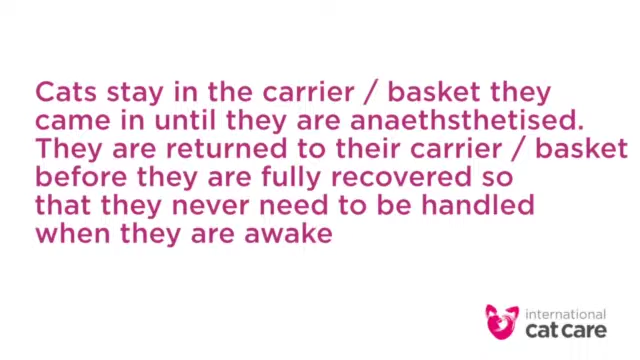 Cats stay in the carrier / basket they
came in until they are anaethsthetised.
They are returned to their carrier / basket
before they are fully recovered so
that they never need to be handled
when they are awake
international
cat care